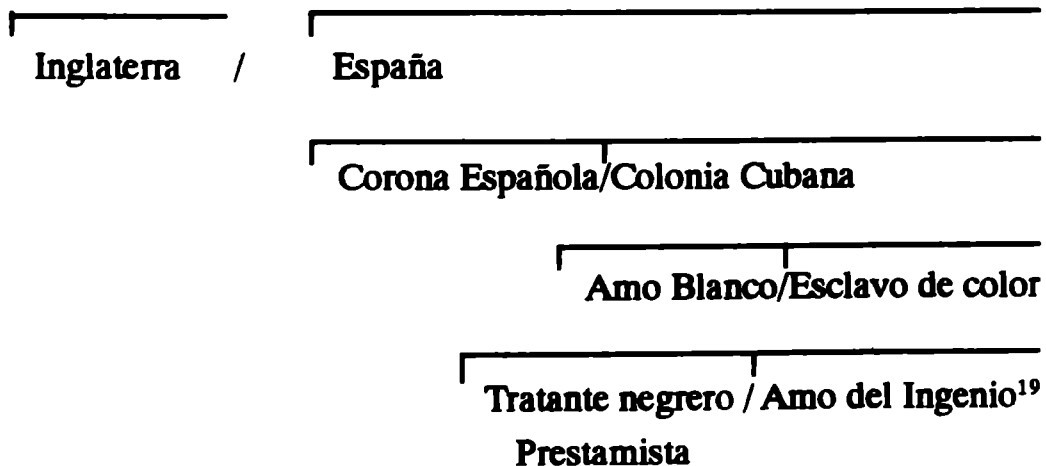 Inglaterra / España
Corona Española/Colonia Cubana
Amo Blanco/Esclavo de color
Tratante negrero / Amo del Ingenio¹⁹
Prestamista